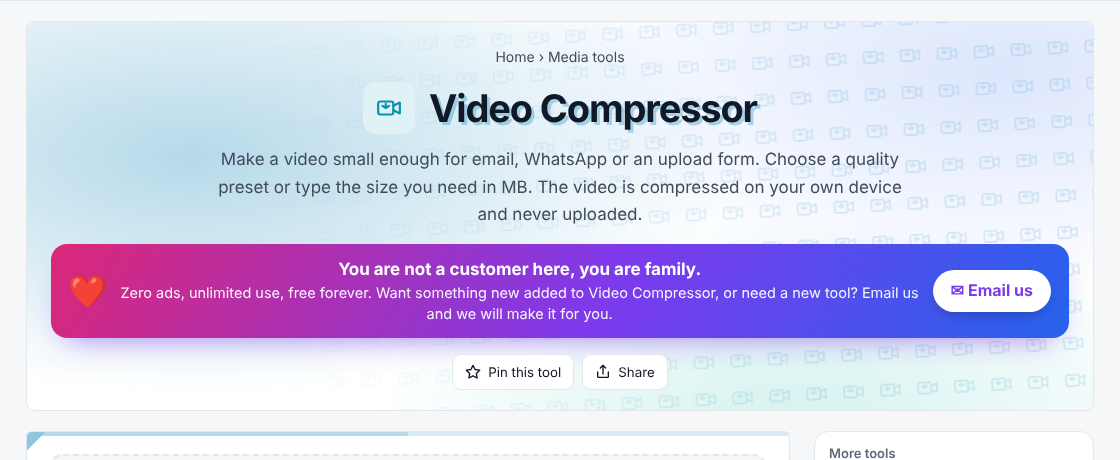 Home › Media tools
Video Compressor
Make a video small enough for email, WhatsApp or an upload form. Choose a quality
preset or type the size you need in MB. The video is compressed on your own device
and never uploaded.
You are not a customer here, you are family.
Zero ads, unlimited use, free forever. Want something new added to Video Compressor, or need a new tool? Email us
and we will make it for you.
✉ Email us
Pin this tool
Share
More tools